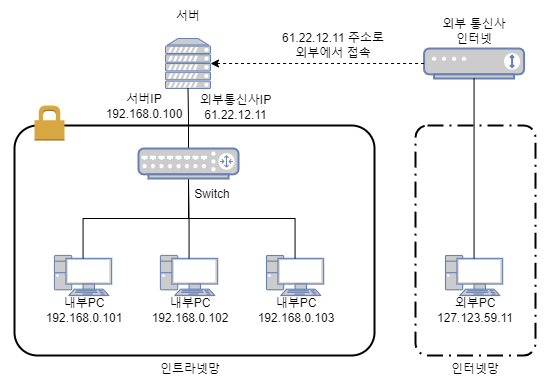 서버
외부 통신사
인터넷
61.22.12.11 주소로
외부에서 접속
서버IP
192.168.0.100
외부통신사IP
61.22.12.11
Switch
내부PC
192.168.0.101
내부PC
192.168.0.102
내부PC
192.168.0.103
외부PC
127.123.59.11
인트라넷망
인터넷망